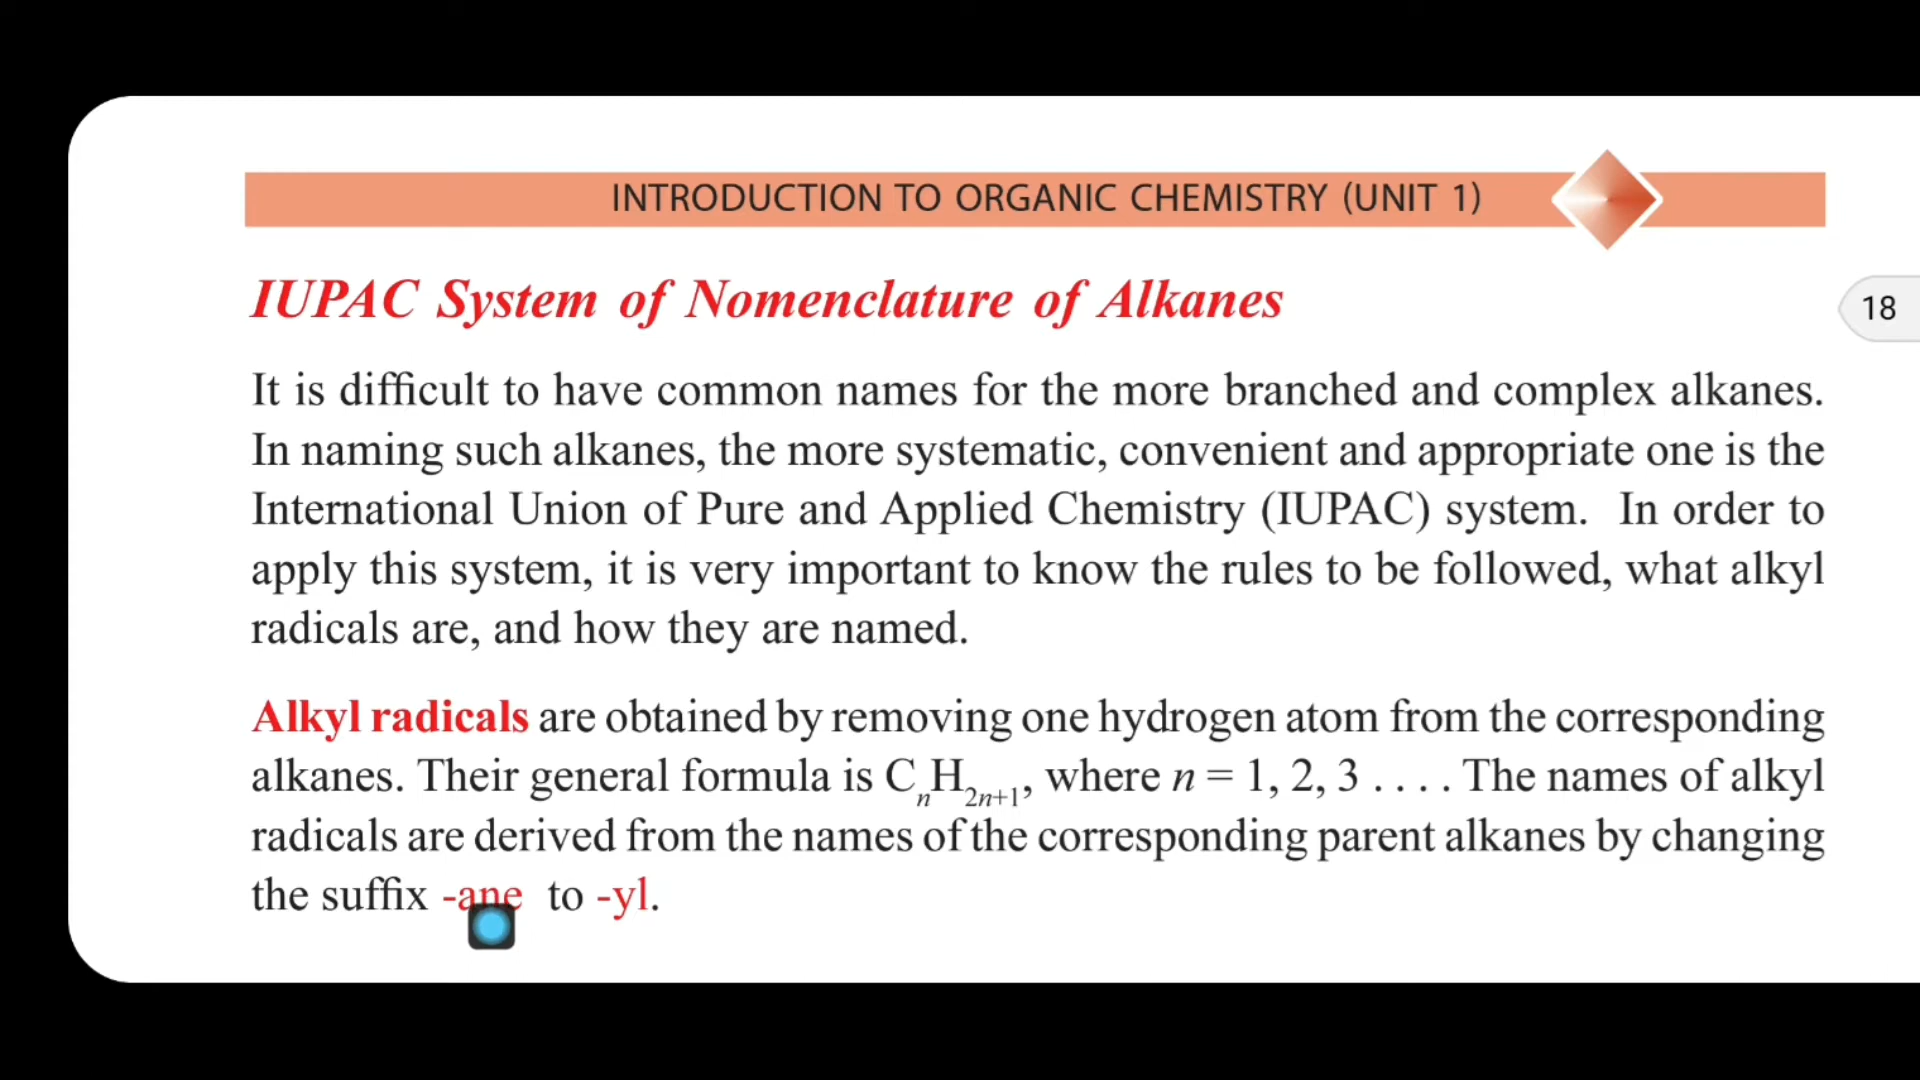 INTRODUCTION TO ORGANIC CHEMISTRY (UNIT 1)
IUPAC System of Nomenclature of Alkanes
18
It is difficult to have common names for the more branched and complex alkanes.
In naming such alkanes, the more systematic, convenient and appropriate one is the
International Union of Pure and Applied Chemistry (IUPAC) system. In order to
apply this system, it is very important to know the rules to be followed, what alkyl
radicals are, and how they are named.
Alkyl radicals are obtained by removing one hydrogen atom from the corresponding
alkanes. Their general formula is CₙH₂ₙ₊₁, where n = 1, 2, 3 . . . . The names of alkyl
radicals are derived from the names of the corresponding parent alkanes by changing
the suffix -ane to -yl.